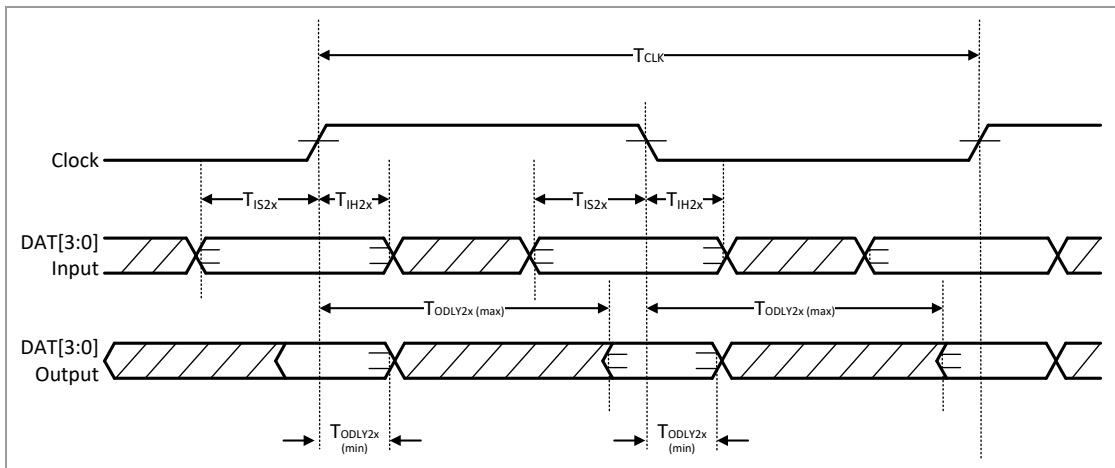 TCLK
Clock
TIS2x TIH2x TIS2x TIH2x
DAT[3:0]
Input
TODLY2x (max) TODLY2x (max)
DAT[3:0]
Output
TODLY2x TODLY2x
(min) (min)